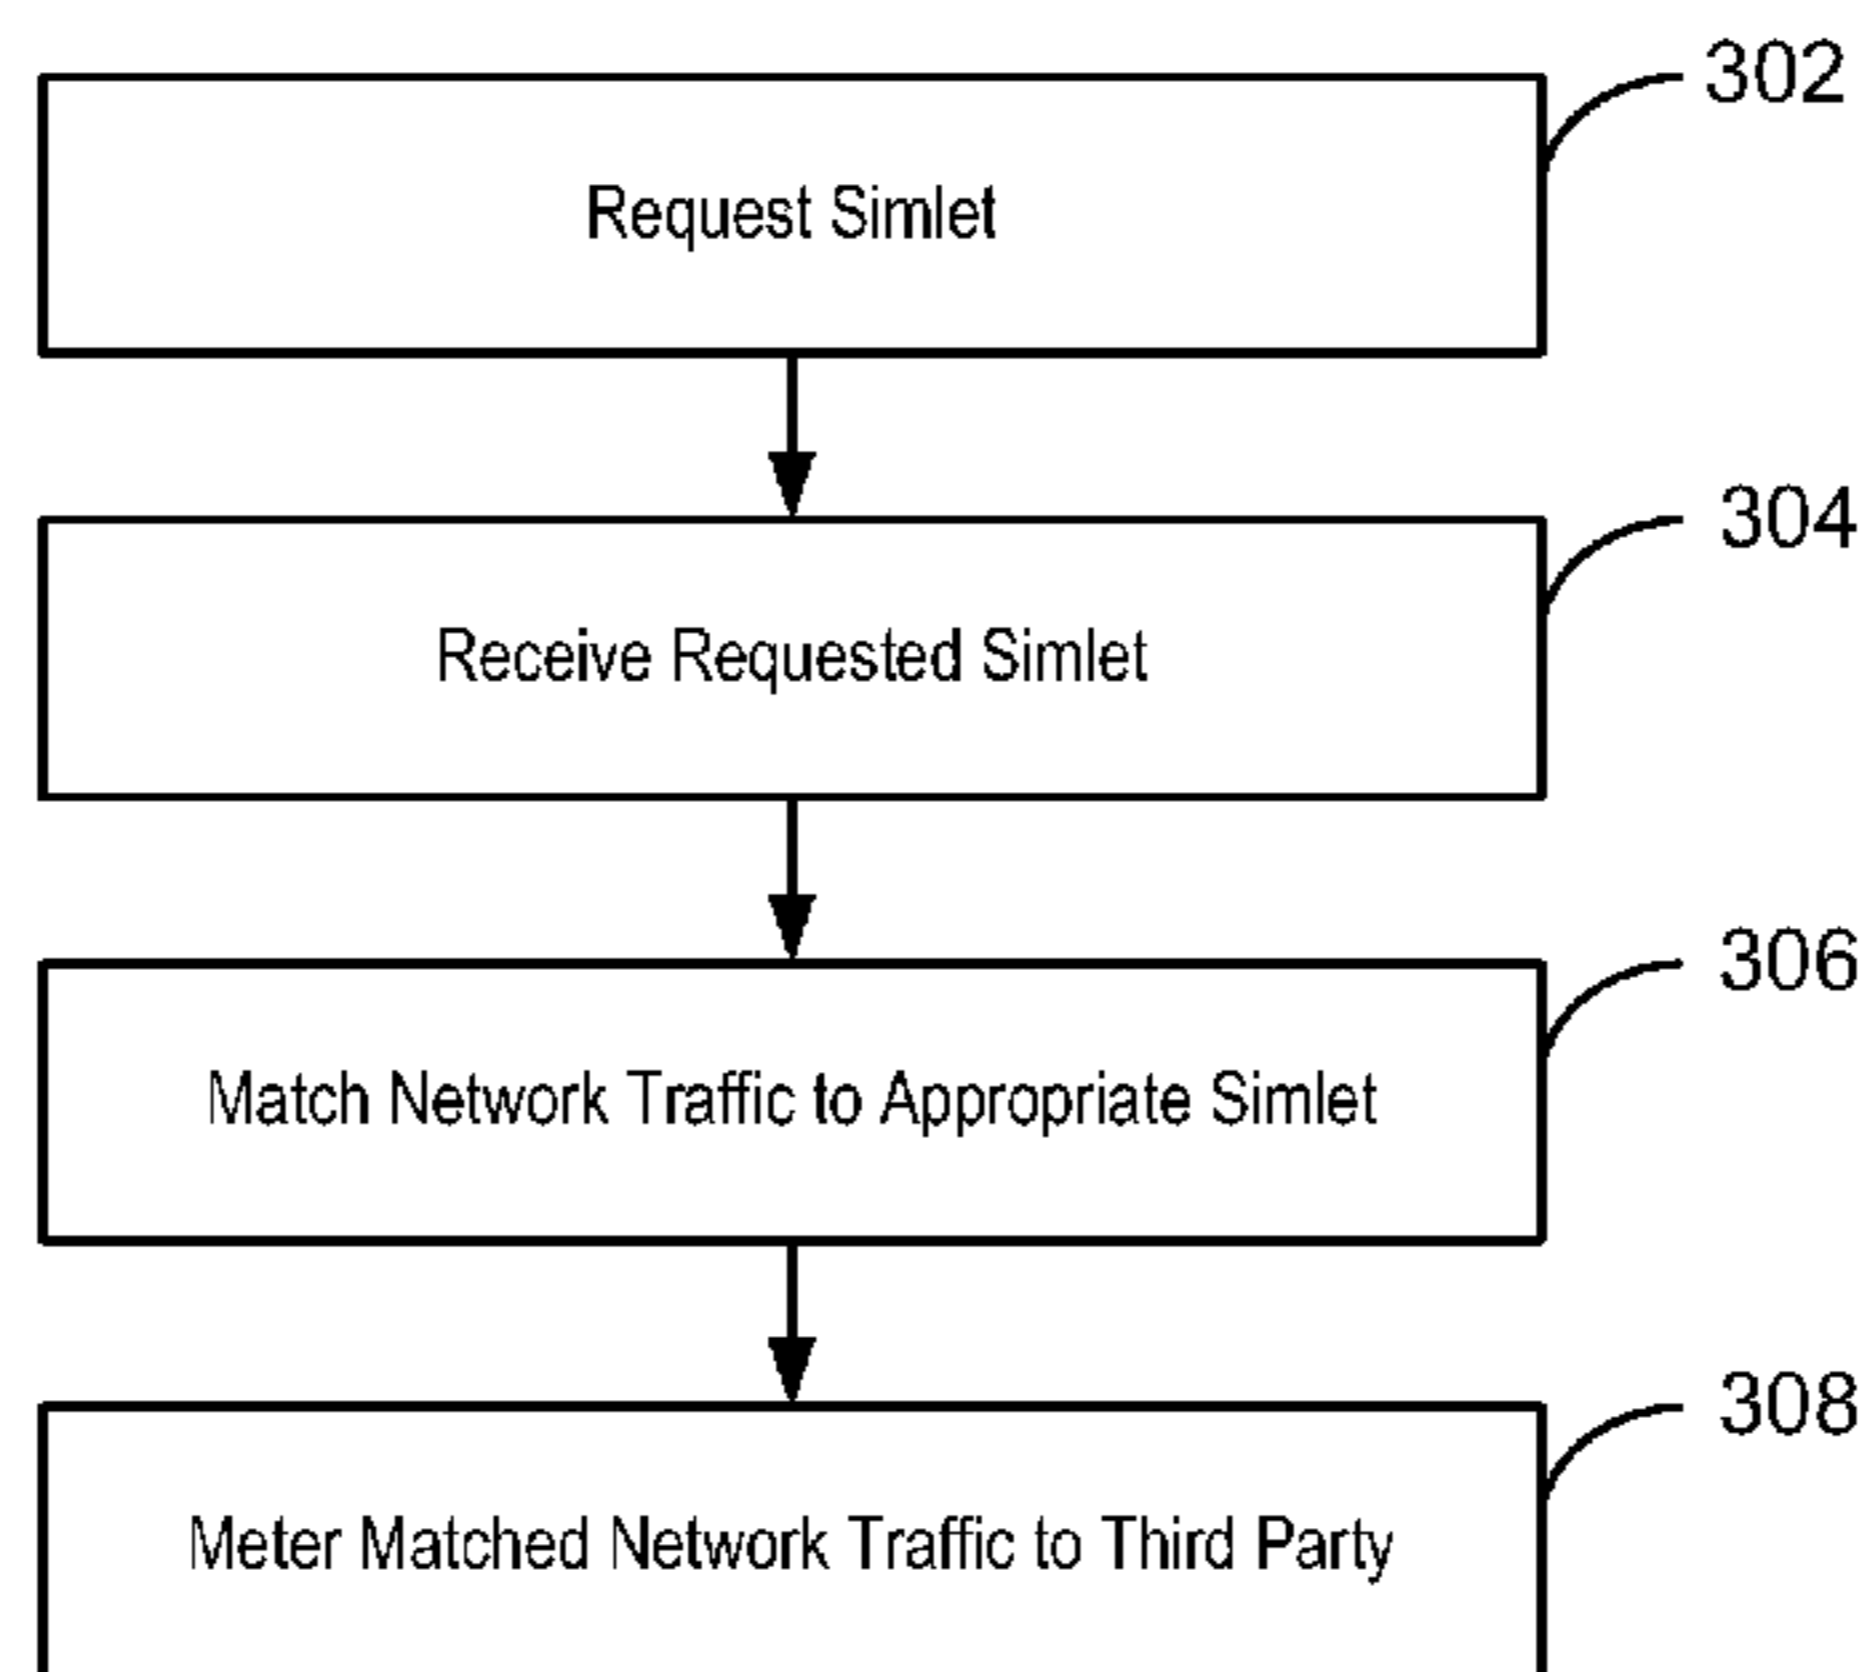 302
Request Simlet
304
Receive Requested Simlet
306
Match Network Traffic to Appropriate Simlet
308
Meter Matched Network Traffic to Third Party